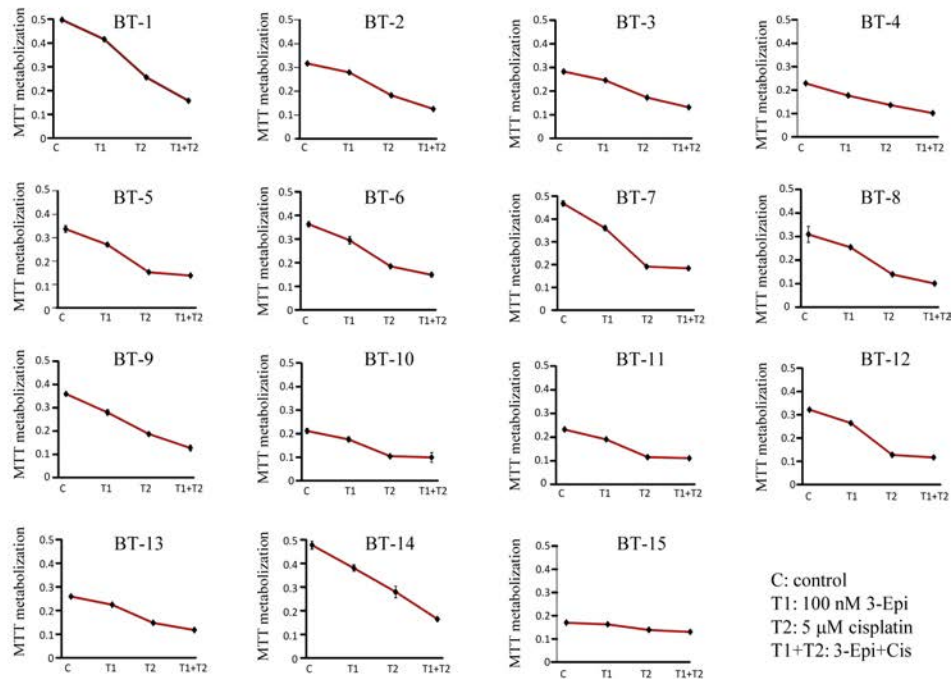 BT-1
MTT metabolization
0.5
0.4
0.3
0.2
0.1
0
C T1 T2 T1+T2
BT-2
MTT metabolization
0.5
0.4
0.3
0.2
0.1
0
C T1 T2 T1+T2
BT-3
MTT metabolization
0.5
0.4
0.3
0.2
0.1
0
C T1 T2 T1+T2
BT-4
MTT metabolization
0.5
0.4
0.3
0.2
0.1
0
C T1 T2 T1+T2
BT-5
MTT metabolization
0.5
0.4
0.3
0.2
0.1
0
C T1 T2 T1+T2
BT-6
MTT metabolization
0.5
0.4
0.3
0.2
0.1
0
C T1 T2 T1+T2
BT-7
MTT metabolization
0.5
0.4
0.3
0.2
0.1
0
C T1 T2 T1+T2
BT-8
MTT metabolization
0.5
0.4
0.3
0.2
0.1
0
C T1 T2 T1+T2
BT-9
MTT metabolization
0.5
0.4
0.3
0.2
0.1
0
C T1 T2 T1+T2
BT-10
MTT metabolization
0.5
0.4
0.3
0.2
0.1
0
C T1 T2 T1+T2
BT-11
MTT metabolization
0.5
0.4
0.3
0.2
0.1
0
C T1 T2 T1+T2
BT-12
MTT metabolization
0.5
0.4
0.3
0.2
0.1
0
C T1 T2 T1+T2
BT-13
MTT metabolization
0.5
0.4
0.3
0.2
0.1
0
C T1 T2 T1+T2
BT-14
MTT metabolization
0.5
0.4
0.3
0.2
0.1
0
C T1 T2 T1+T2
BT-15
MTT metabolization
0.5
0.4
0.3
0.2
0.1
0
C T1 T2 T1+T2
C: control
T1: 100 nM 3-Epi
T2: 5 µM cisplatin
T1+T2: 3-Epi+Cis